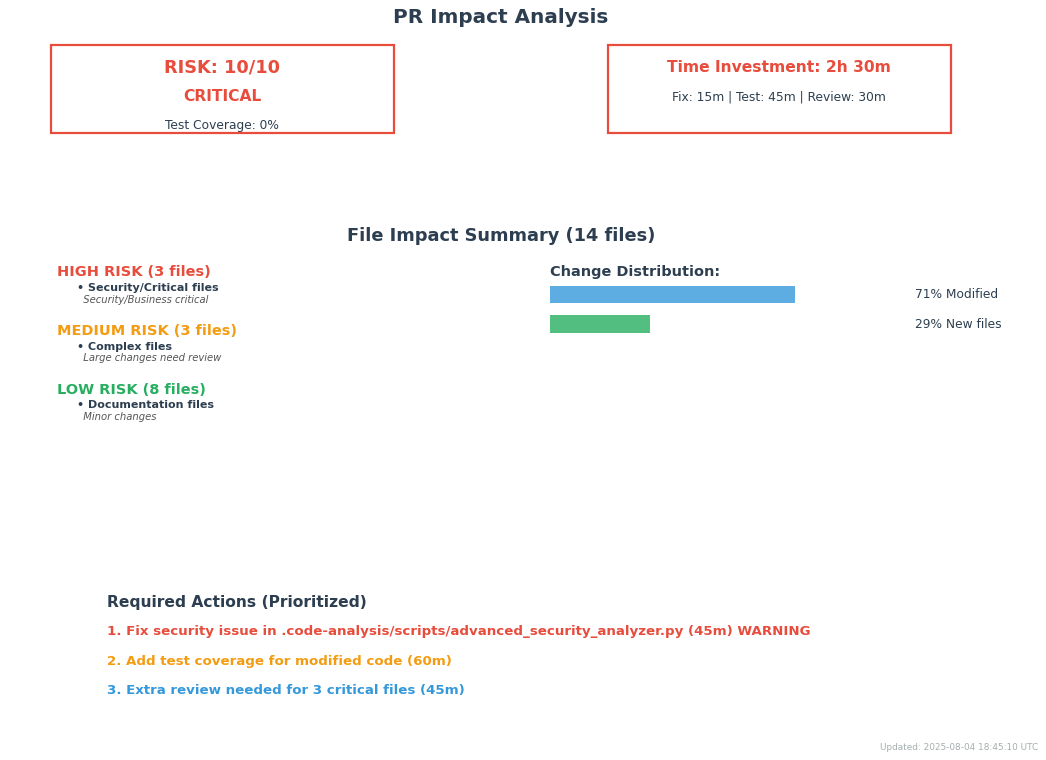 PR Impact Analysis
RISK: 10/10
CRITICAL
Test Coverage: 0%
Time Investment: 2h 30m
Fix: 15m | Test: 45m | Review: 30m
File Impact Summary (14 files)
HIGH RISK (3 files)
• Security/Critical files
Security/Business critical
MEDIUM RISK (3 files)
• Complex files
Large changes need review
LOW RISK (8 files)
• Documentation files
Minor changes
Change Distribution:
71% Modified
29% New files
Required Actions (Prioritized)
1. Fix security issue in .code-analysis/scripts/advanced_security_analyzer.py (45m) WARNING
2. Add test coverage for modified code (60m)
3. Extra review needed for 3 critical files (45m)
Updated: 2025-08-04 18:45:10 UTC